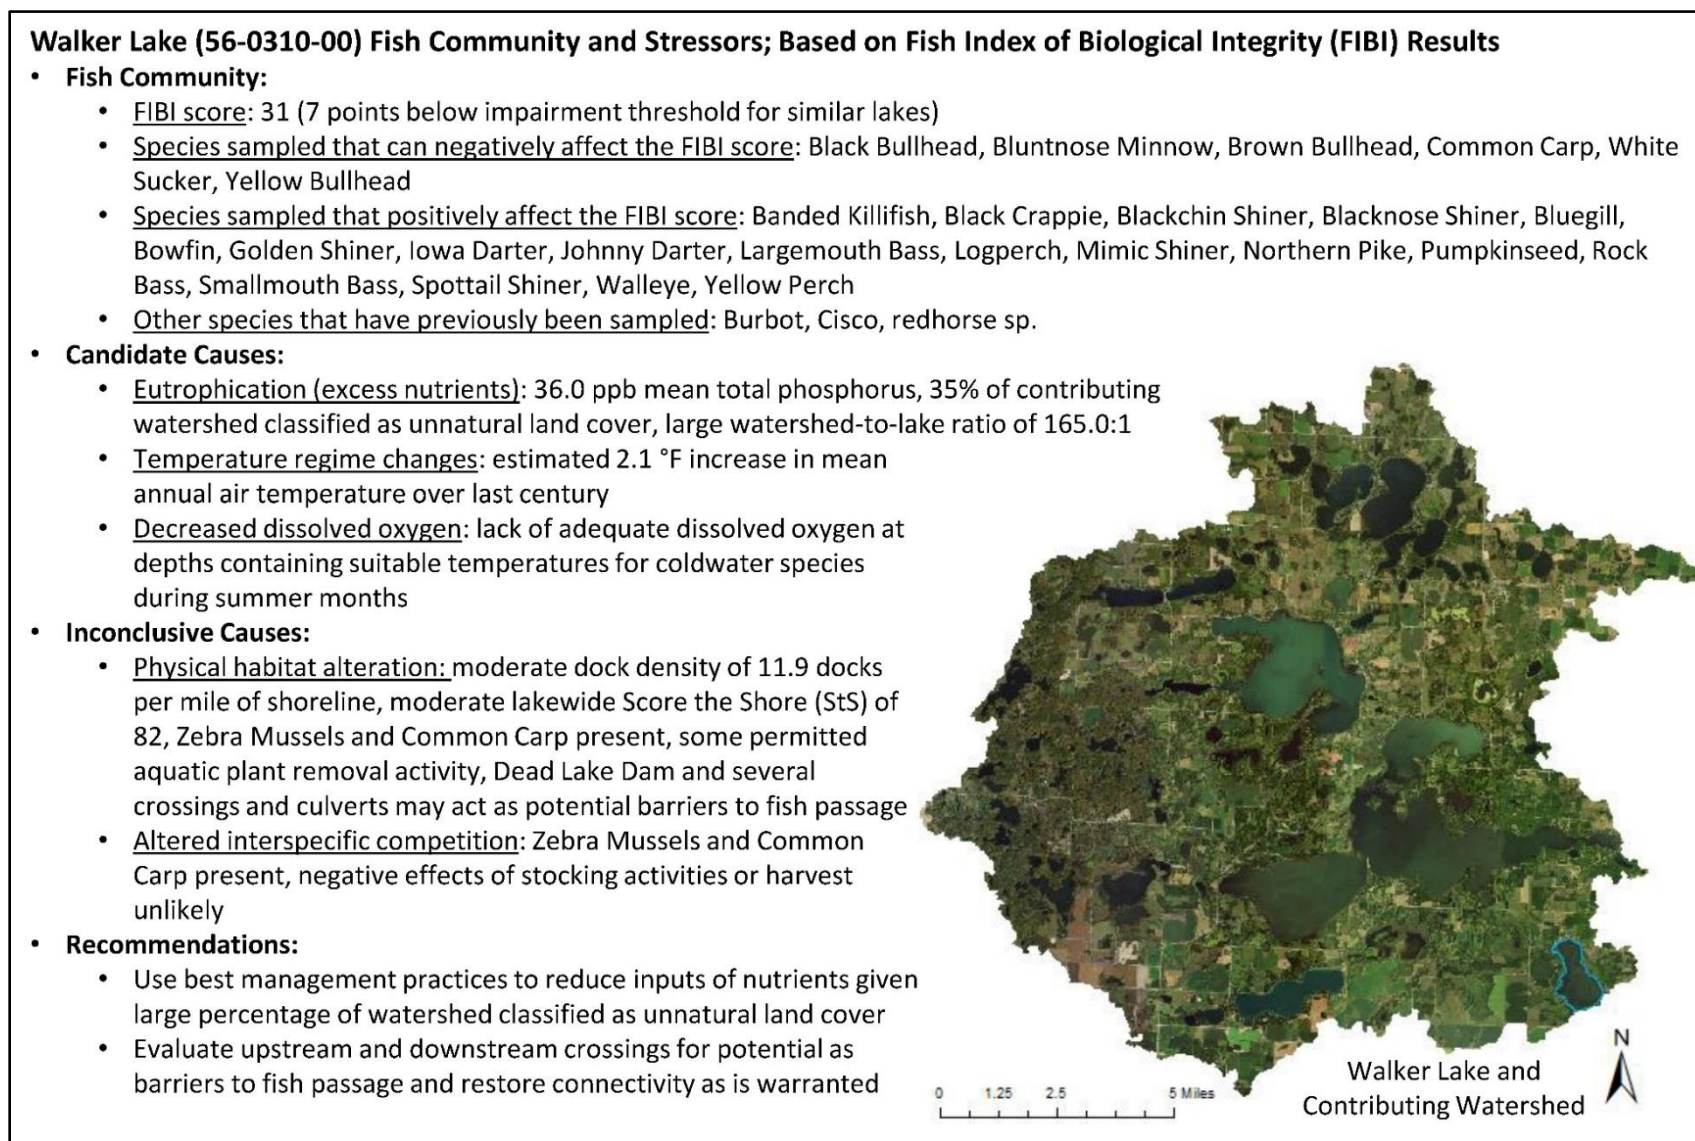 Walker Lake (56-0310-00) Fish Community and Stressors; Based on Fish Index of Biological Integrity (FIBI) Results
• Fish Community:
• FIBI score: 31 (7 points below impairment threshold for similar lakes)
• Species sampled that can negatively affect the FIBI score: Black Bullhead, Bluntnose Minnow, Brown Bullhead, Common Carp, White
Sucker, Yellow Bullhead
• Species sampled that positively affect the FIBI score: Banded Killifish, Black Crappie, Blackchin Shiner, Blacknose Shiner, Bluegill,
Bowfin, Golden Shiner, Iowa Darter, Johnny Darter, Largemouth Bass, Logperch, Mimic Shiner, Northern Pike, Pumpkinseed, Rock
Bass, Smallmouth Bass, Spottail Shiner, Walleye, Yellow Perch
• Other species that have previously been sampled: Burbot, Cisco, redhorse sp.
• Candidate Causes:
• Eutrophication (excess nutrients): 36.0 ppb mean total phosphorus, 35% of contributing
watershed classified as unnatural land cover, large watershed-to-lake ratio of 165.0:1
• Temperature regime changes: estimated 2.1 °F increase in mean
annual air temperature over last century
• Decreased dissolved oxygen: lack of adequate dissolved oxygen at
depths containing suitable temperatures for coldwater species
during summer months
• Inconclusive Causes:
• Physical habitat alteration: moderate dock density of 11.9 docks
per mile of shoreline, moderate lakewide Score the Shore (StS) of
82, Zebra Mussels and Common Carp present, some permitted
aquatic plant removal activity, Dead Lake Dam and several
crossings and culverts may act as potential barriers to fish passage
• Altered interspecific competition: Zebra Mussels and Common
Carp present, negative effects of stocking activities or harvest
unlikely
• Recommendations:
• Use best management practices to reduce inputs of nutrients given
large percentage of watershed classified as unnatural land cover
• Evaluate upstream and downstream crossings for potential as
barriers to fish passage and restore connectivity as is warranted
0 1.25 2.5 5 Miles
N
Walker Lake and
Contributing Watershed